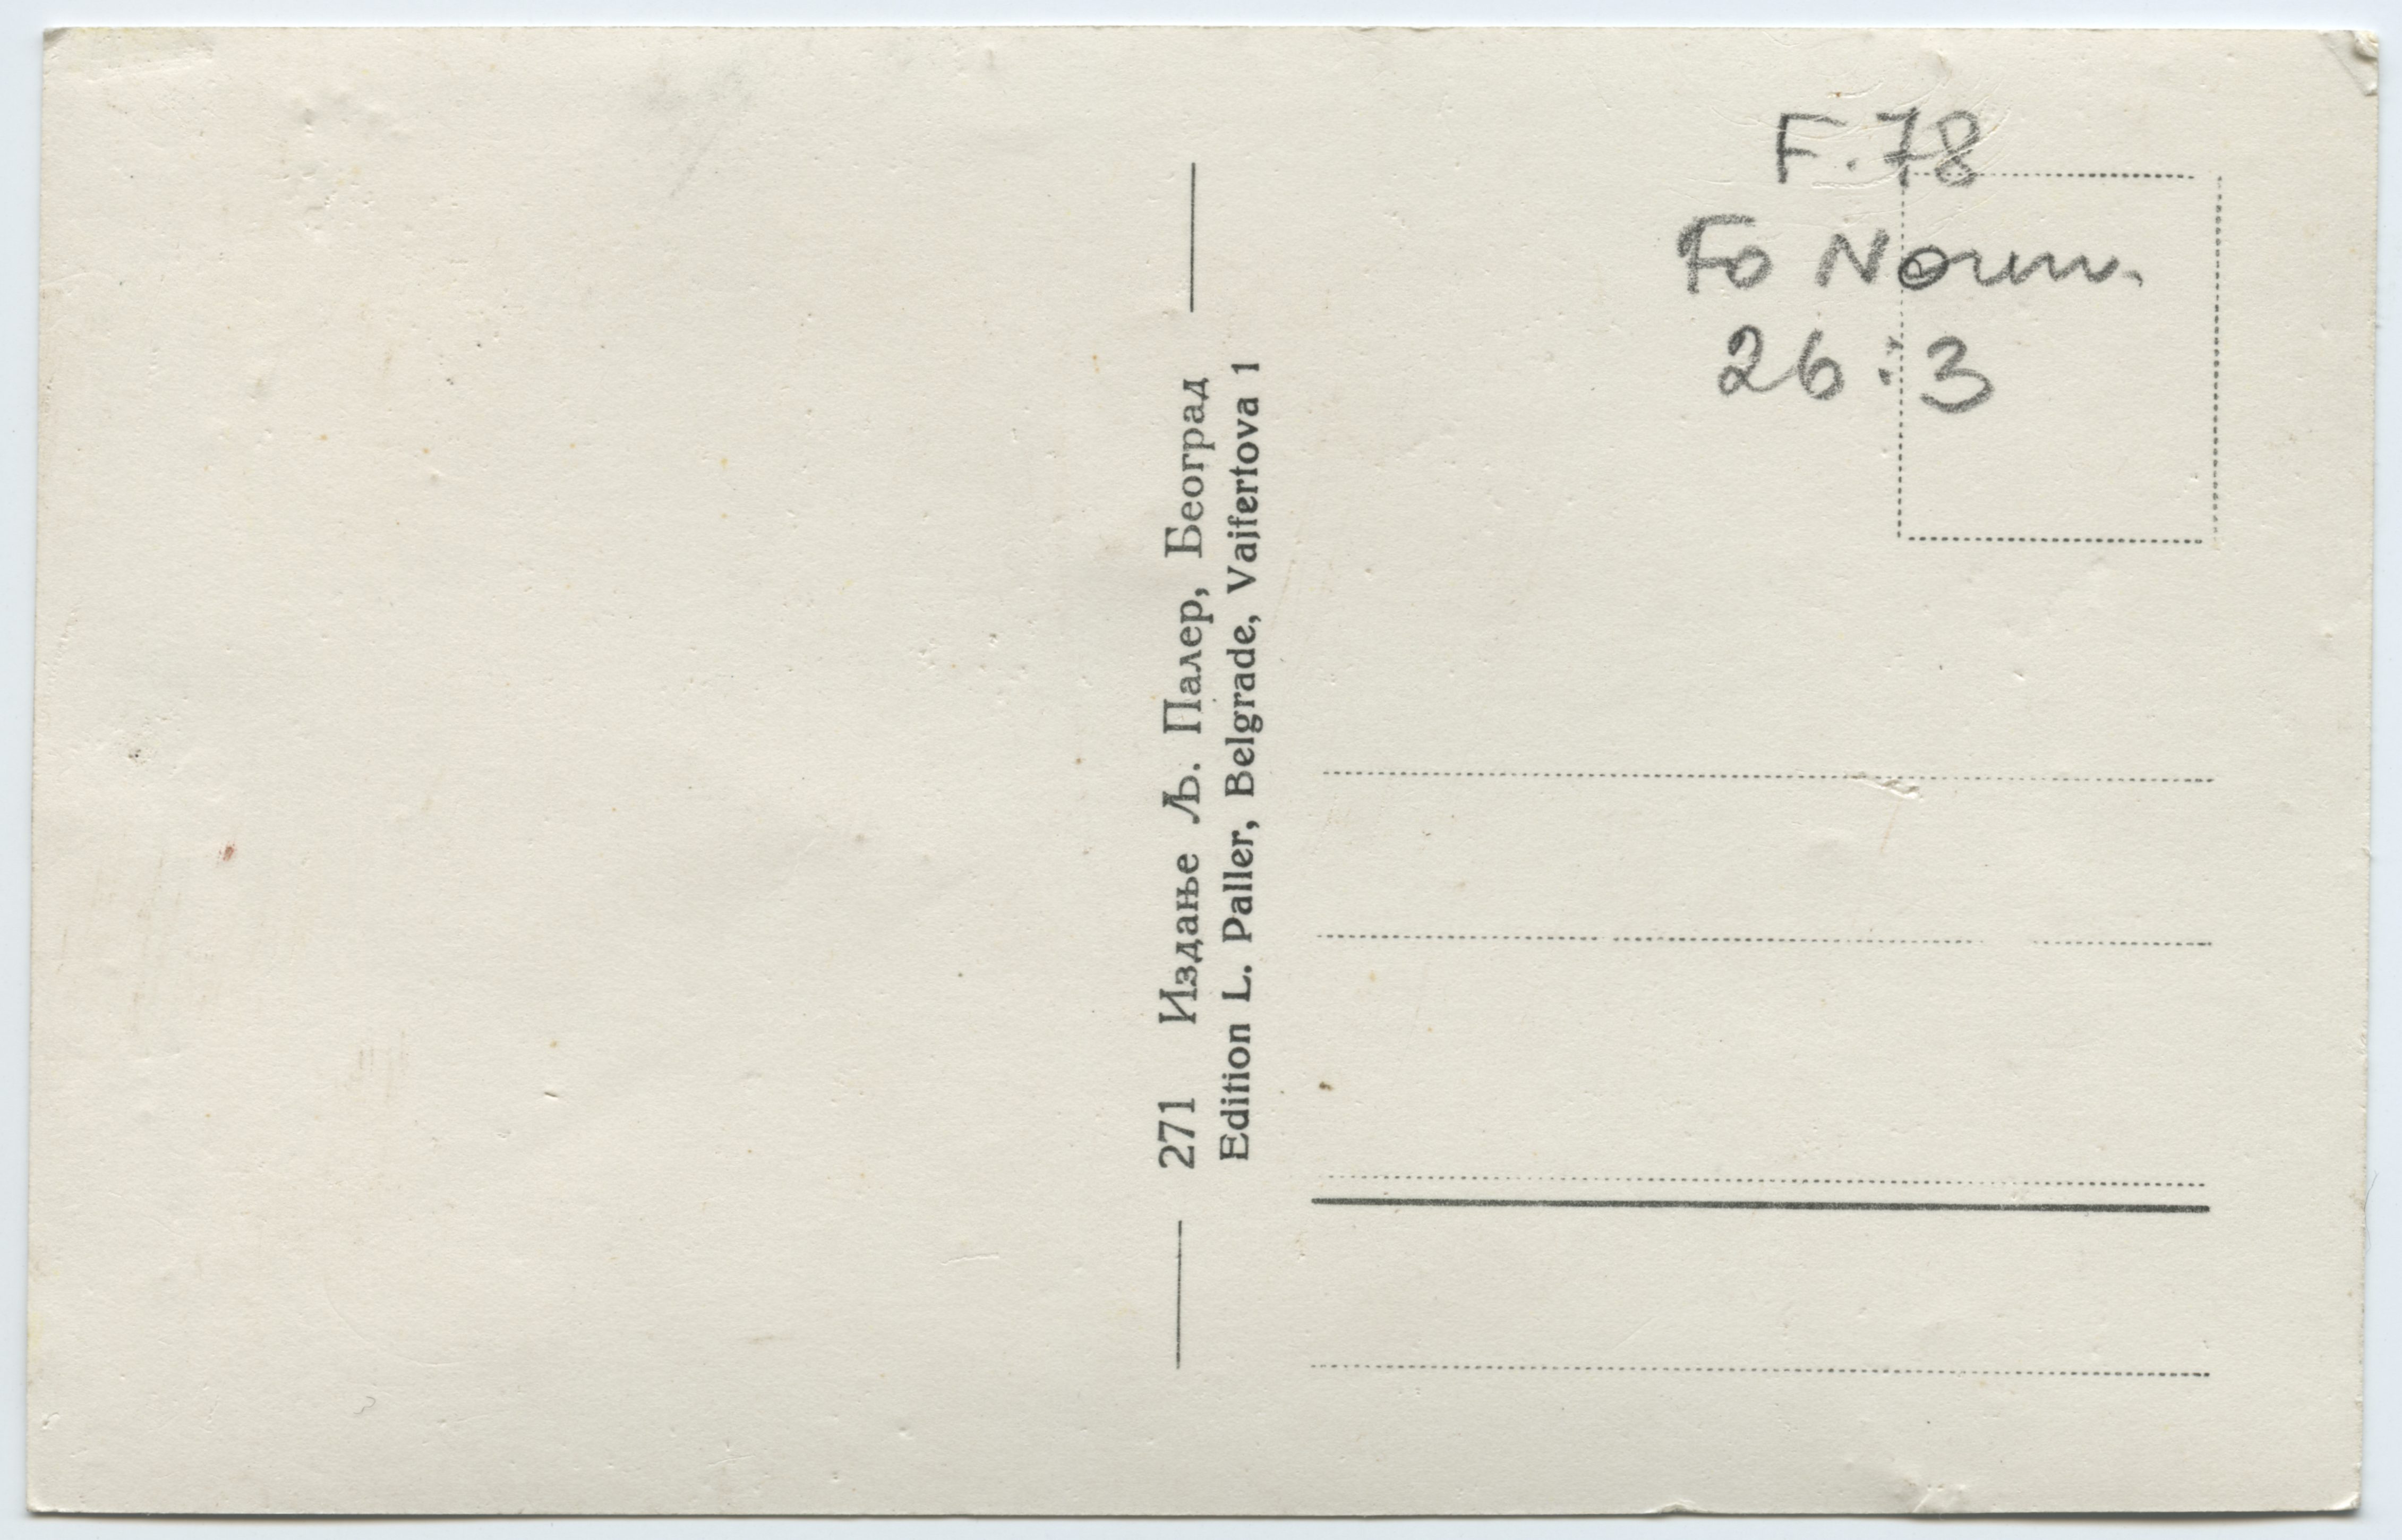 F. 78
Fo Norm.
26 : 3
271 Издање Љ. Палер, Београд
Edition L. Paller, Belgrade, Vajfertova 1